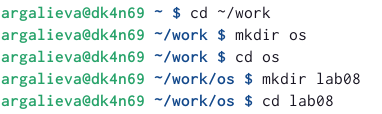 argalieva@dk4n69 ~ $ cd ~/work
argalieva@dk4n69 ~/work $ mkdir os
argalieva@dk4n69 ~/work $ cd os
argalieva@dk4n69 ~/work/os $ mkdir lab08
argalieva@dk4n69 ~/work/os $ cd lab08